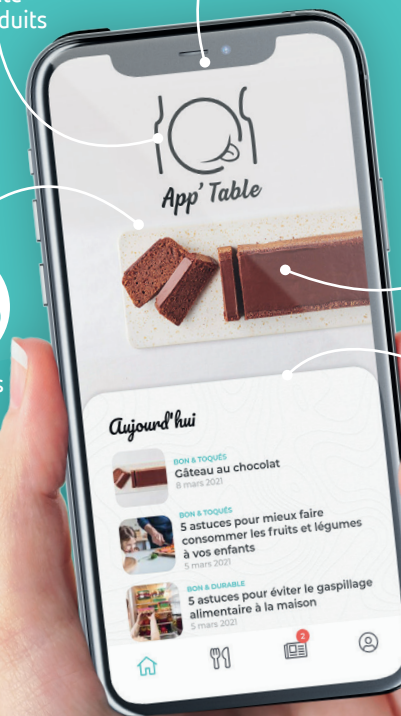 duits
s
App' Table
Aujourd'hui
BON & TOQUÉS
Gâteau au chocolat
8 mars 2021
BON & TOQUÉS
5 astuces pour mieux faire
consommer les fruits et légumes
à vos enfants
5 mars 2021
BON & DURABLE
5 astuces pour éviter le gaspillage
alimentaire à la maison
5 mars 2021
2